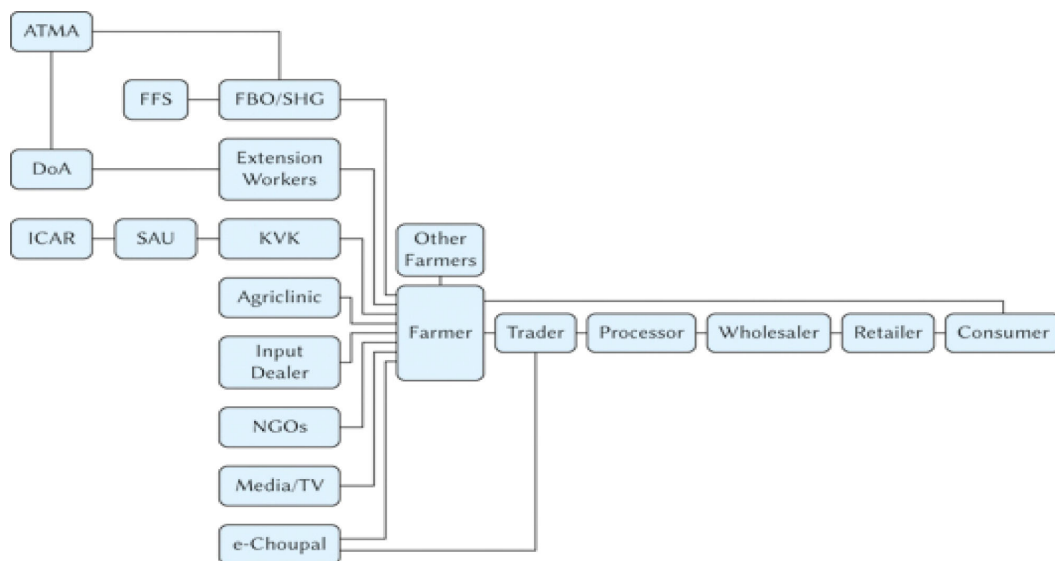 ATMA
FFS
FBO/SHG
DoA
Extension
Workers
ICAR
SAU
KVK
Other
Farmers
Agriclinic
Farmer
Trader
Processor
Wholesaler
Retailer
Consumer
Input
Dealer
NGOs
Media/TV
e-Choupal